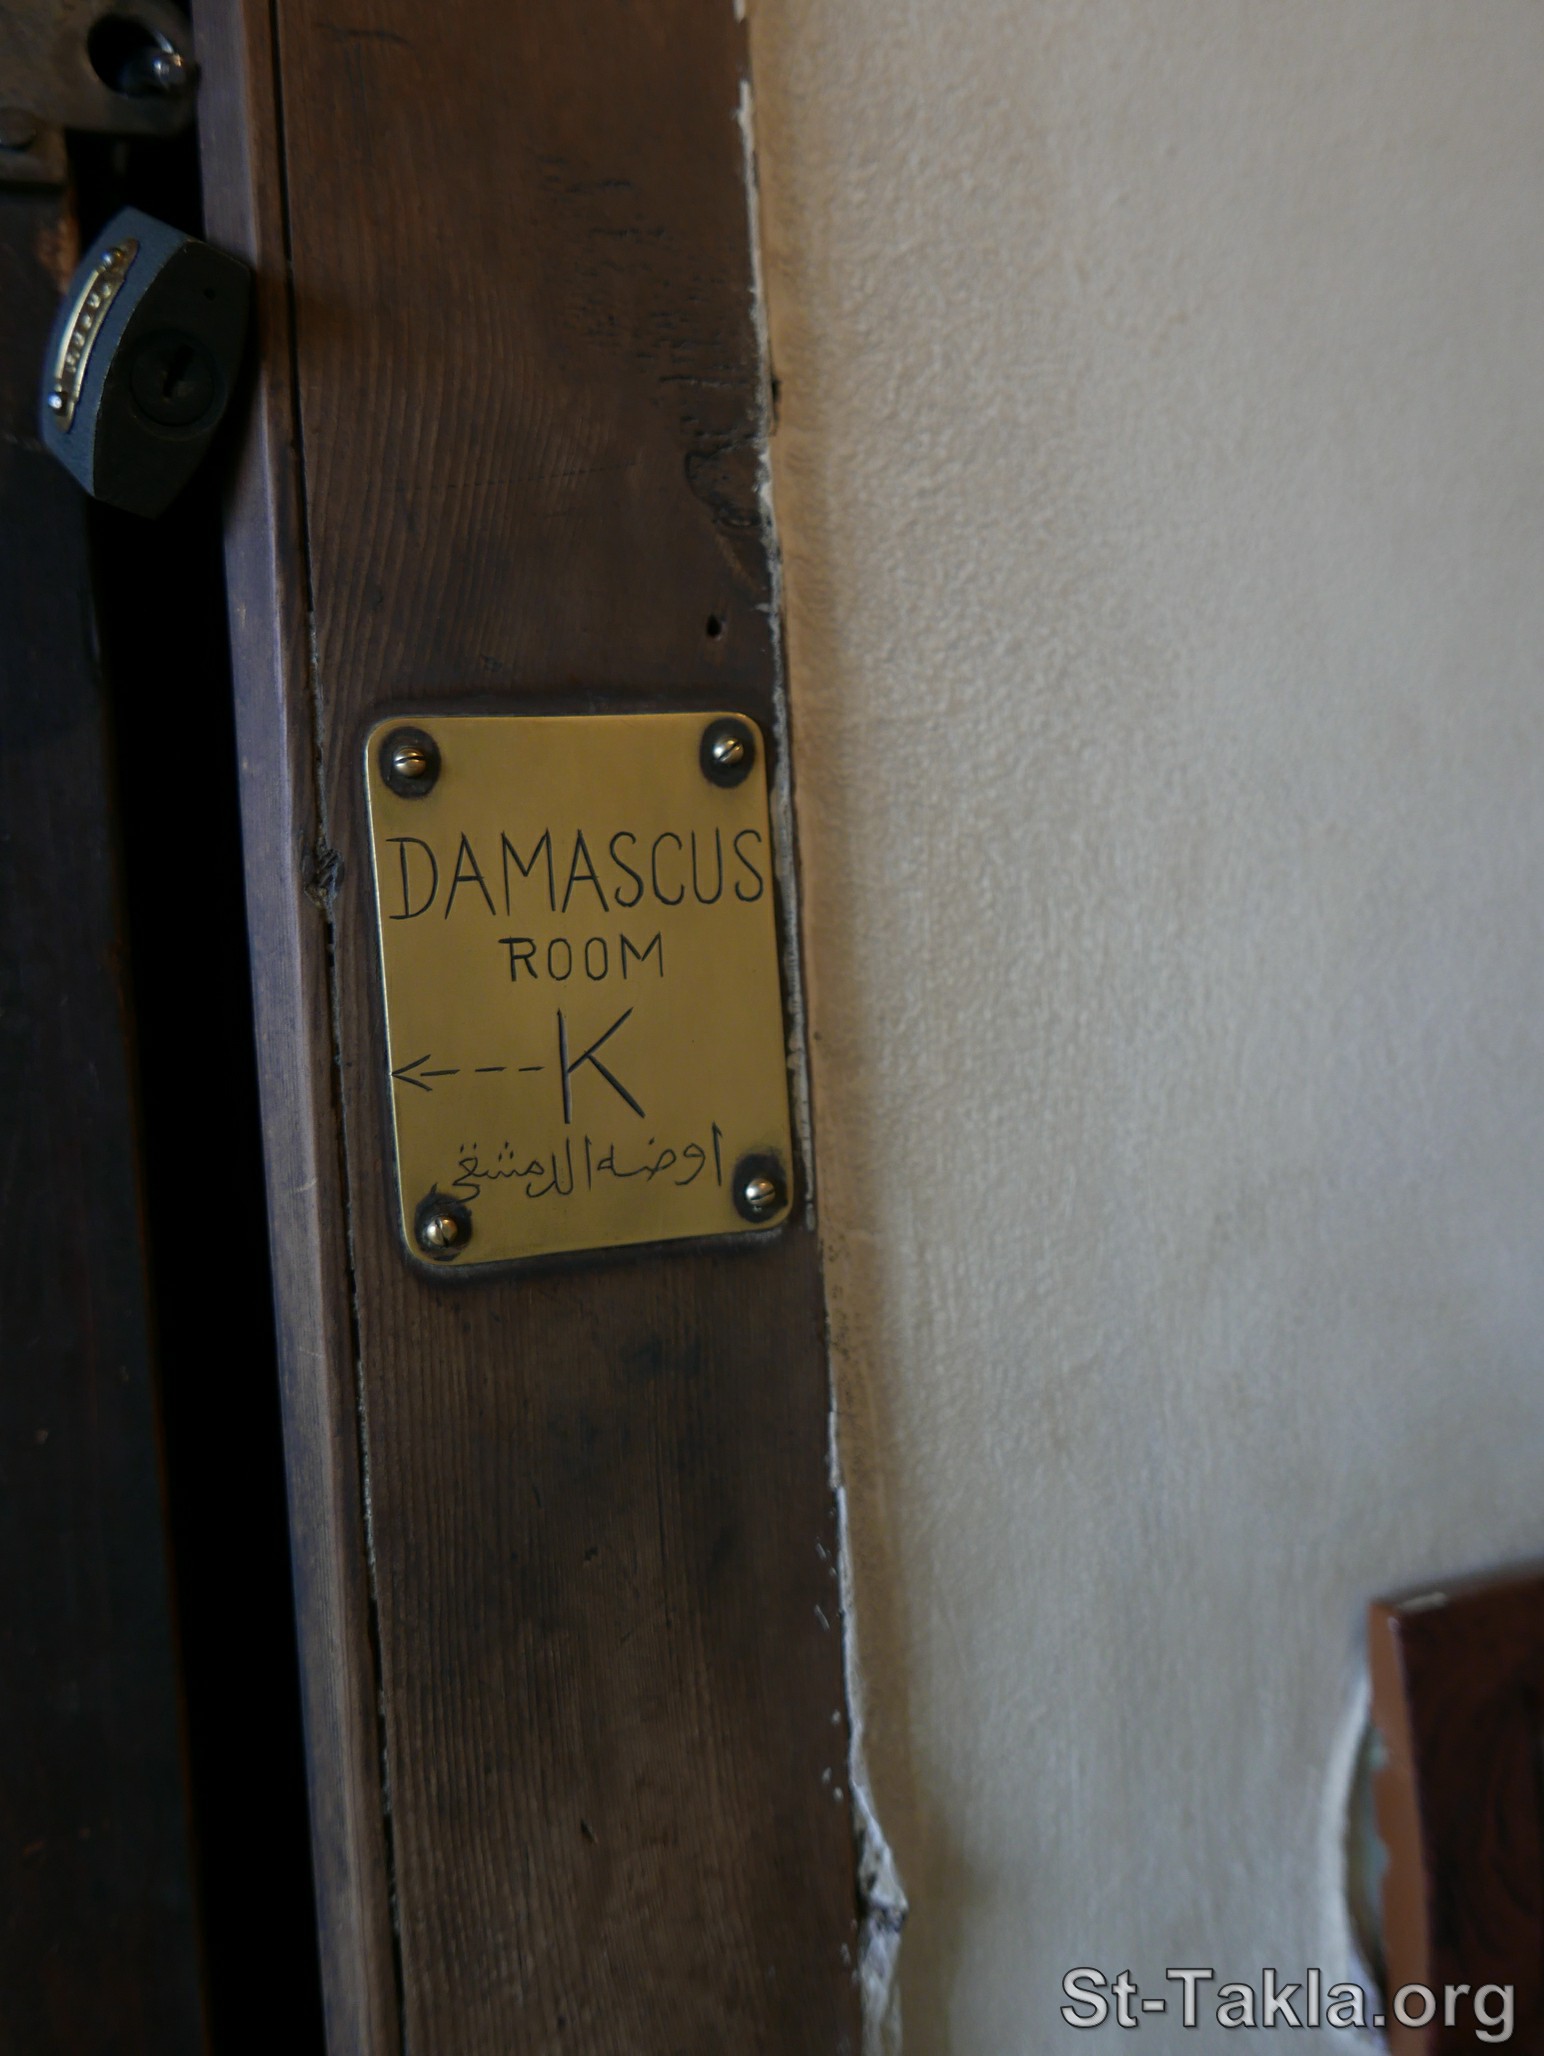 DAMASCUS
ROOM
<---K
اوضه الدمشقي
St-Takla.org